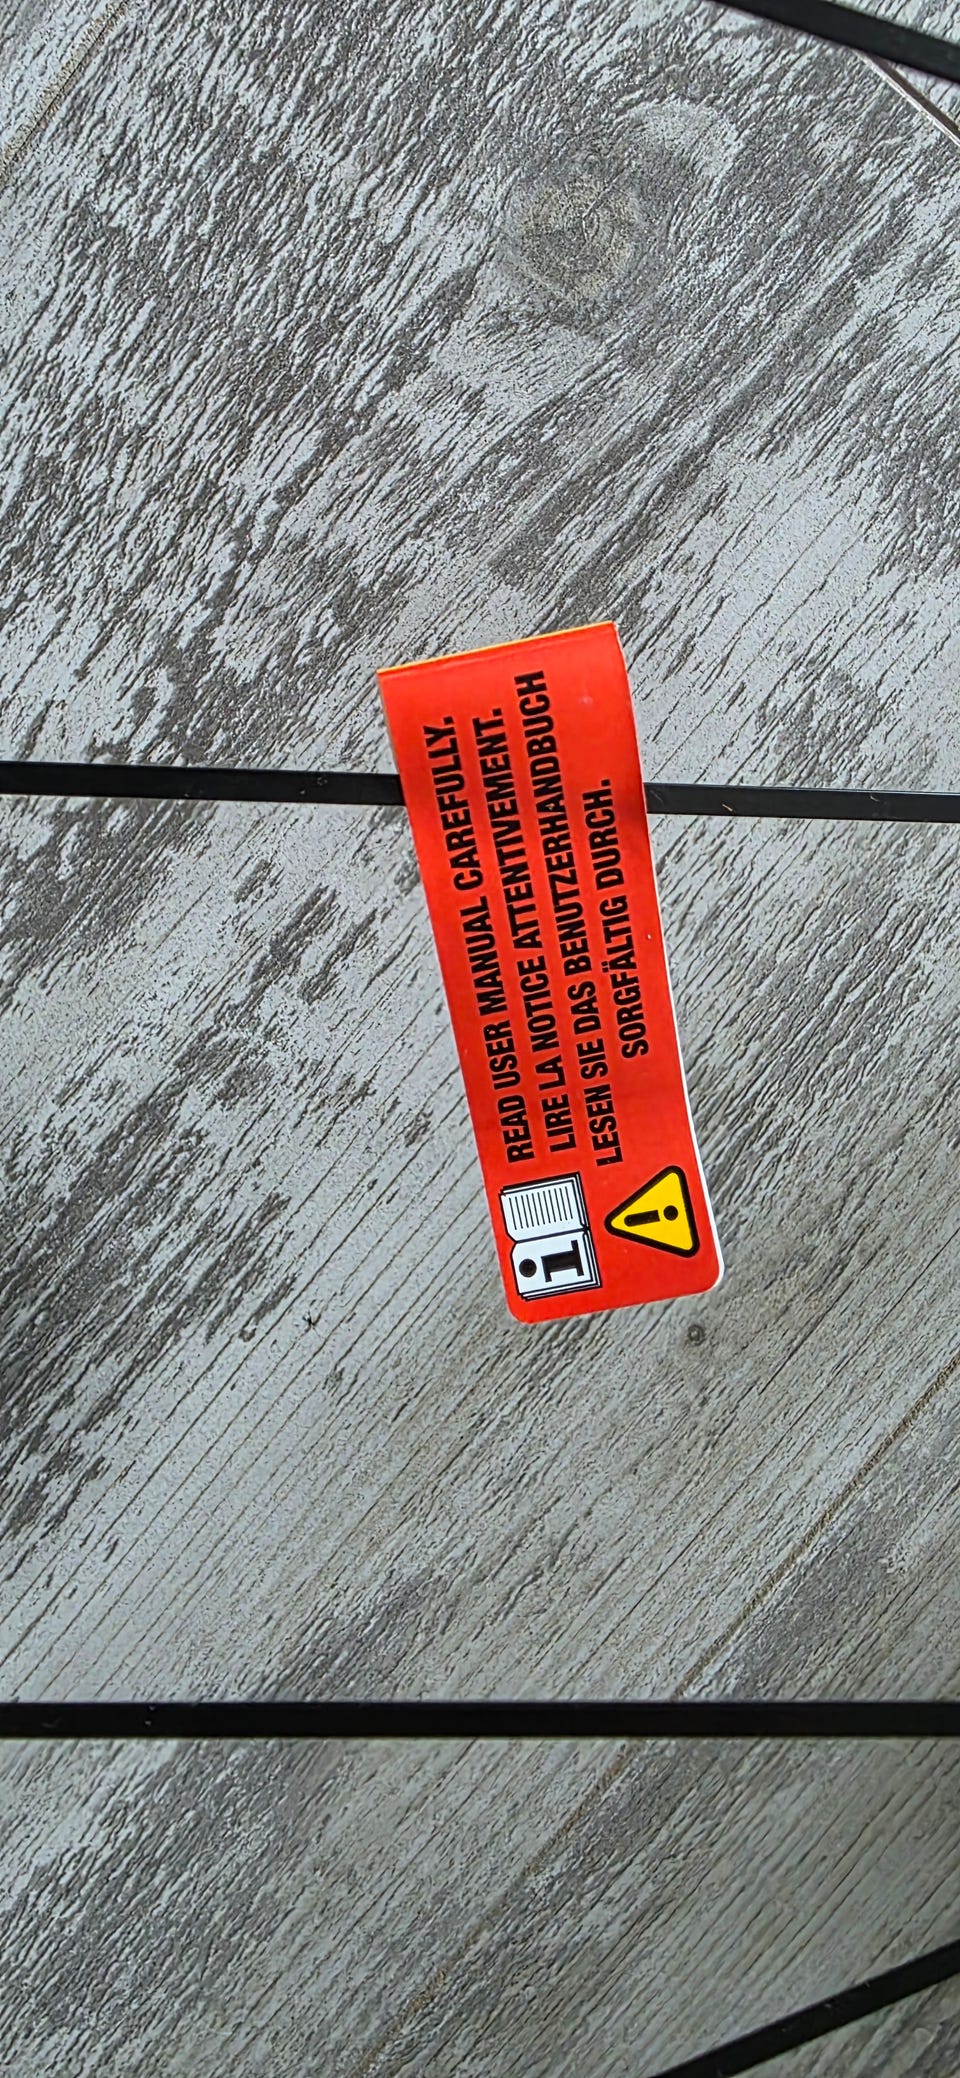 READ USER MANUAL CAREFULLY.
LIRE LA NOTICE ATTENTIVEMENT.
LESEN SIE DAS BENUTZERHANDBUCH
SORGFÄLTIG DURCH.